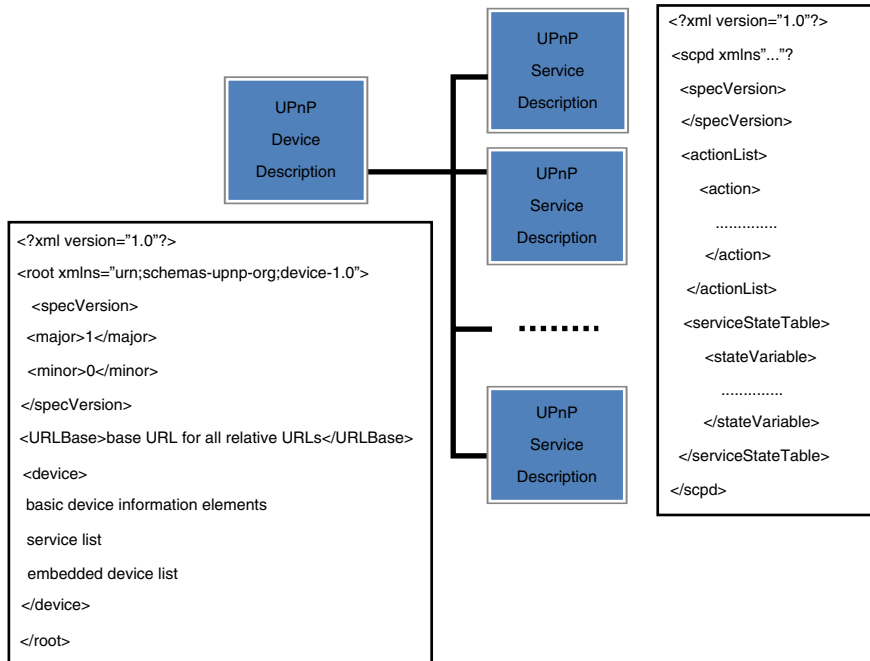 UPnP
Device
Description
UPnP
Service
Description
UPnP
Service
Description
UPnP
Service
Description
<?xml version=”1.0”?>
<root xmlns=”urn;schemas-upnp-org;device-1.0”>
<specVersion>
<major>1</major>
<minor>0</minor>
</specVersion>
<URLBase>base URL for all relative URLs</URLBase>
<device>
basic device information elements
service list
embedded device list
</device>
</root>
<?xml version=”1.0”?>
<scpd xmlns”...”?
<specVersion>
</specVersion>
<actionList>
<action>
..............
</action>
</actionList>
<serviceStateTable>
<stateVariable>
..............
</stateVariable>
</serviceStateTable>
</scpd>